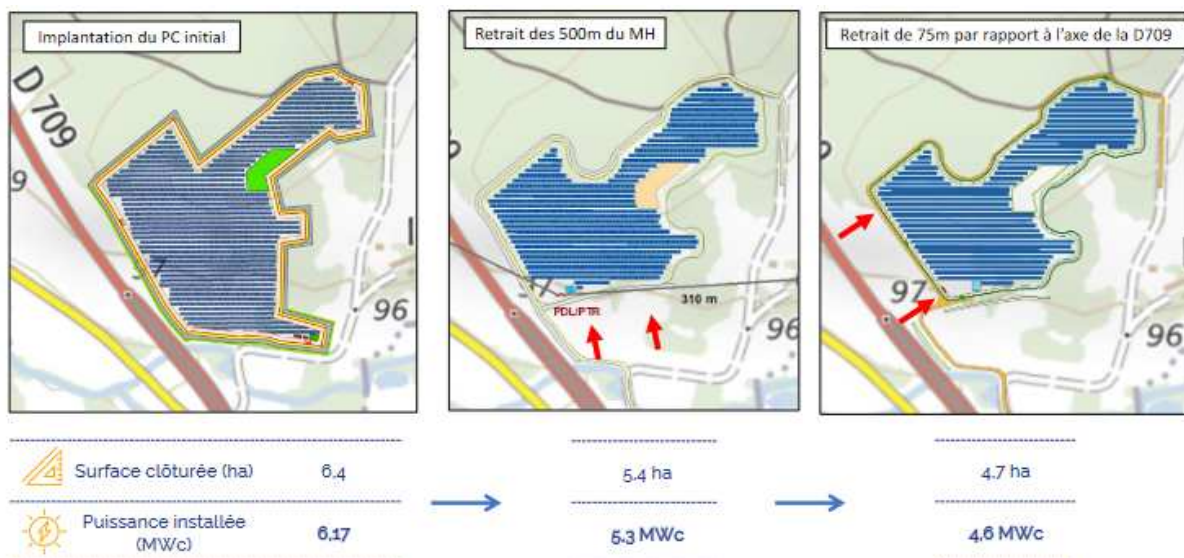 Implantation du PC initial
Retrait des 500m du MH
Retrait de 75m par rapport à l'axe de la D709
D 709
96
PDL/PTR
310 m
96
97
96
Surface clôturée (ha) 6,4
5,4 ha
4,7 ha
Puissance installée
(MWc)
6,17
5,3 MWc
4,6 MWc